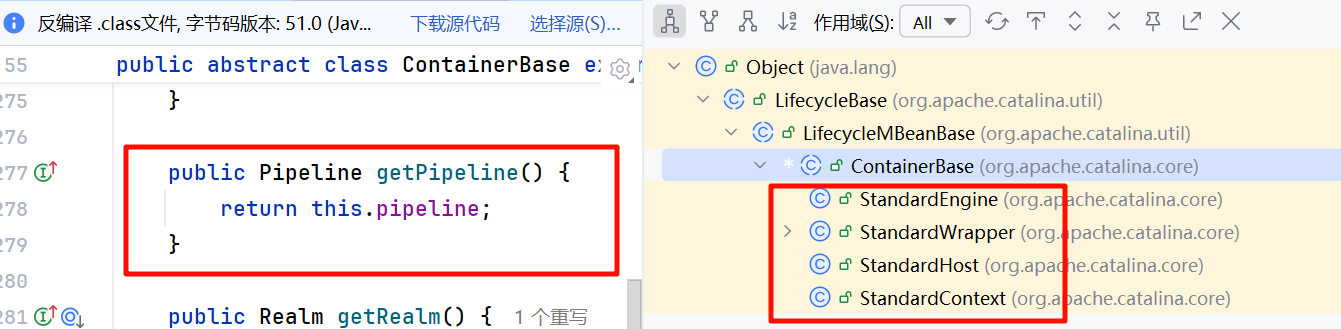 反编译 .class文件, 字节码版本: 51.0 (Jav... 下载源代码 选择源(S)...
55 public abstract class ContainerBase ex
275 }
276
277 public Pipeline getPipeline() {
278 return this.pipeline;
279 }
280
281 public Realm getRealm() { 1 个重写
作用域(S): All
Object (java.lang)
LifecycleBase (org.apache.catalina.util)
LifecycleMBeanBase (org.apache.catalina.util)
* ContainerBase (org.apache.catalina.core)
StandardEngine (org.apache.catalina.core)
StandardWrapper (org.apache.catalina.core)
StandardHost (org.apache.catalina.core)
StandardContext (org.apache.catalina.core)